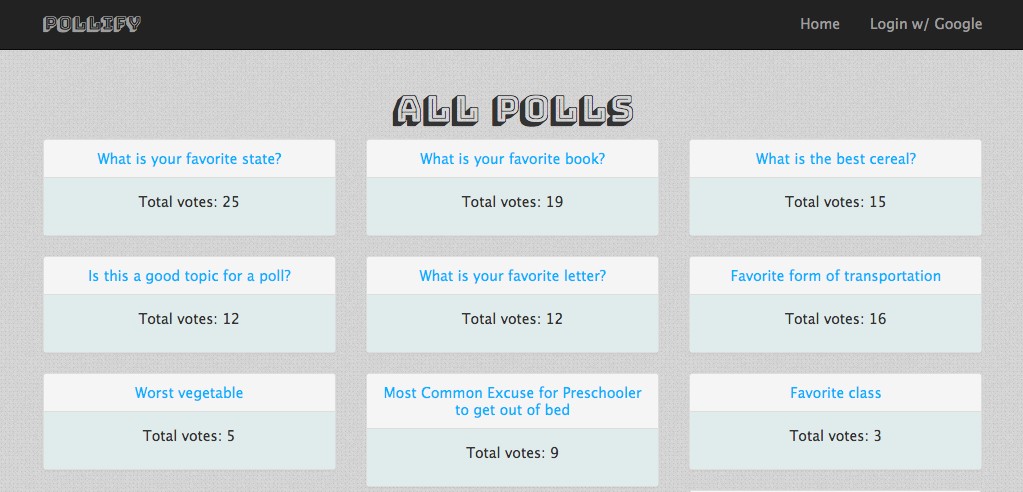 POLLIFY
Home
Login w/ Google
ALL POLLS
What is your favorite state?
Total votes: 25
What is your favorite book?
Total votes: 19
What is the best cereal?
Total votes: 15
Is this a good topic for a poll?
Total votes: 12
What is your favorite letter?
Total votes: 12
Favorite form of transportation
Total votes: 16
Worst vegetable
Total votes: 5
Most Common Excuse for Preschooler
to get out of bed
Total votes: 9
Favorite class
Total votes: 3